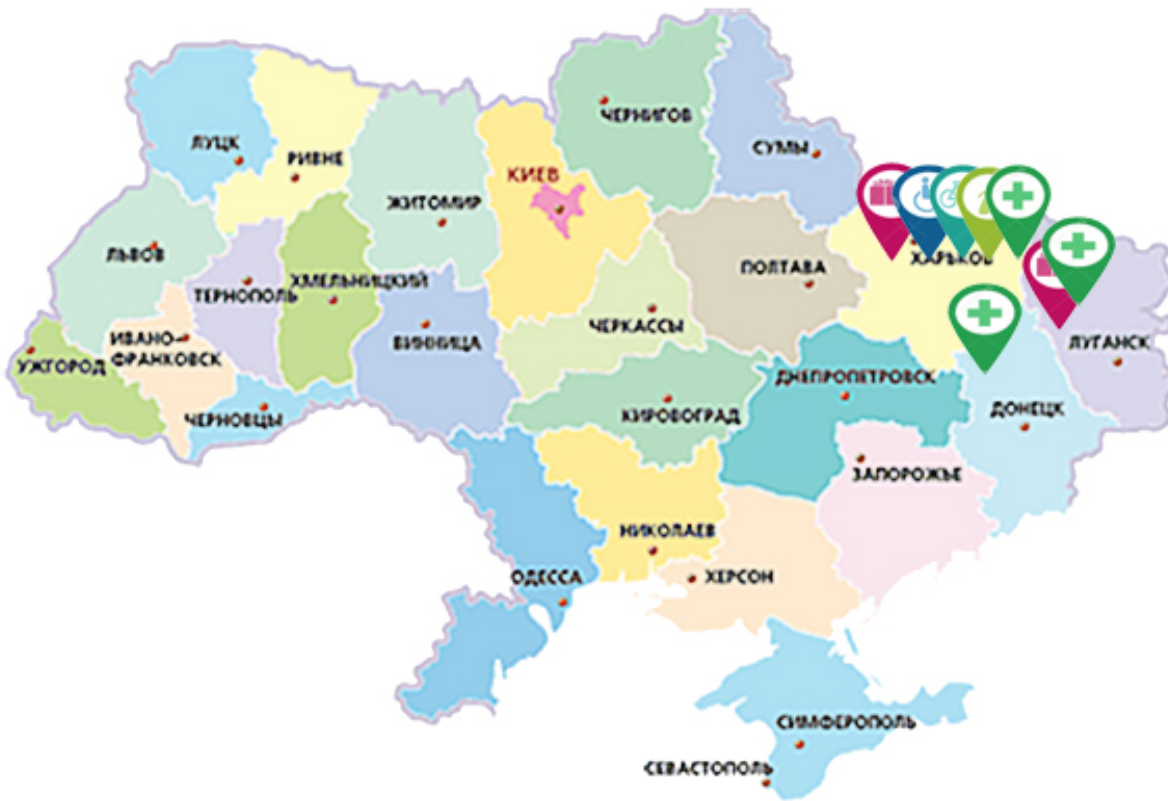 ЧЕРНИГОВ
ЛУЦК
СУМЫ
РИВНЕ
КИЕВ
ЖИТОМИР
ЛЬВОВ
ХАРЬКОВ
ПОЛТАВА
ХМЕЛЬНИЦКИЙ
ТЕРНОПОЛЬ
ЧЕРКАССЫ
ИВАНО-
ФРАНКОВСК
ВИННИЦА
ЛУГАНСК
УЖГОРОД
ДНЕПРОПЕТРОВСК
ЧЕРНОВЦЫ
КИРОВОГРАД
ДОНЕЦК
ЗАПОРОЖЬЕ
НИКОЛАЕВ
ОДЕССА
ХЕРСОН
СИМФЕРОПОЛЬ
СЕВАСТОПОЛЬ